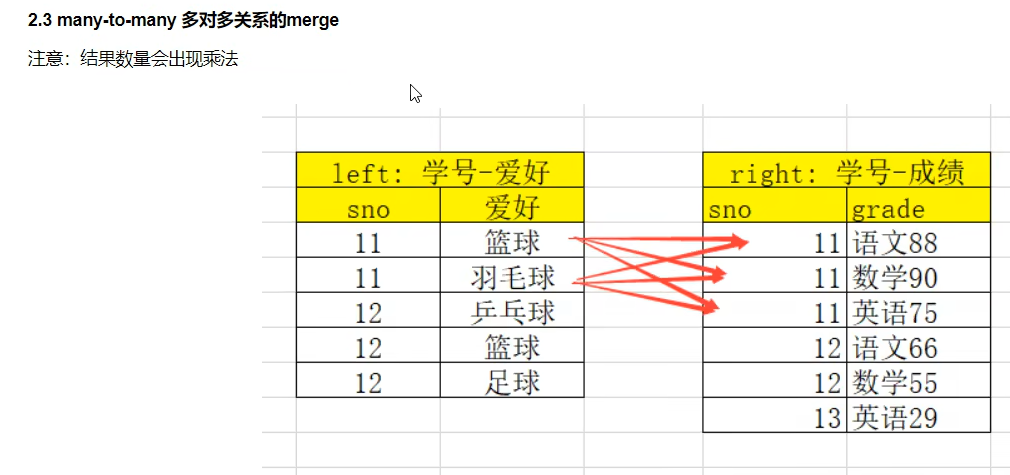 2.3 many-to-many 多对多关系的merge
注意：结果数量会出现乘法
left: 学号-爱好 right: 学号-成绩
sno 爱好 sno grade
11 篮球 11 语文88
11 羽毛球 11 数学90
12 乒乓球 11 英语75
12 篮球 12 语文66
12 足球 12 数学55
13 英语29